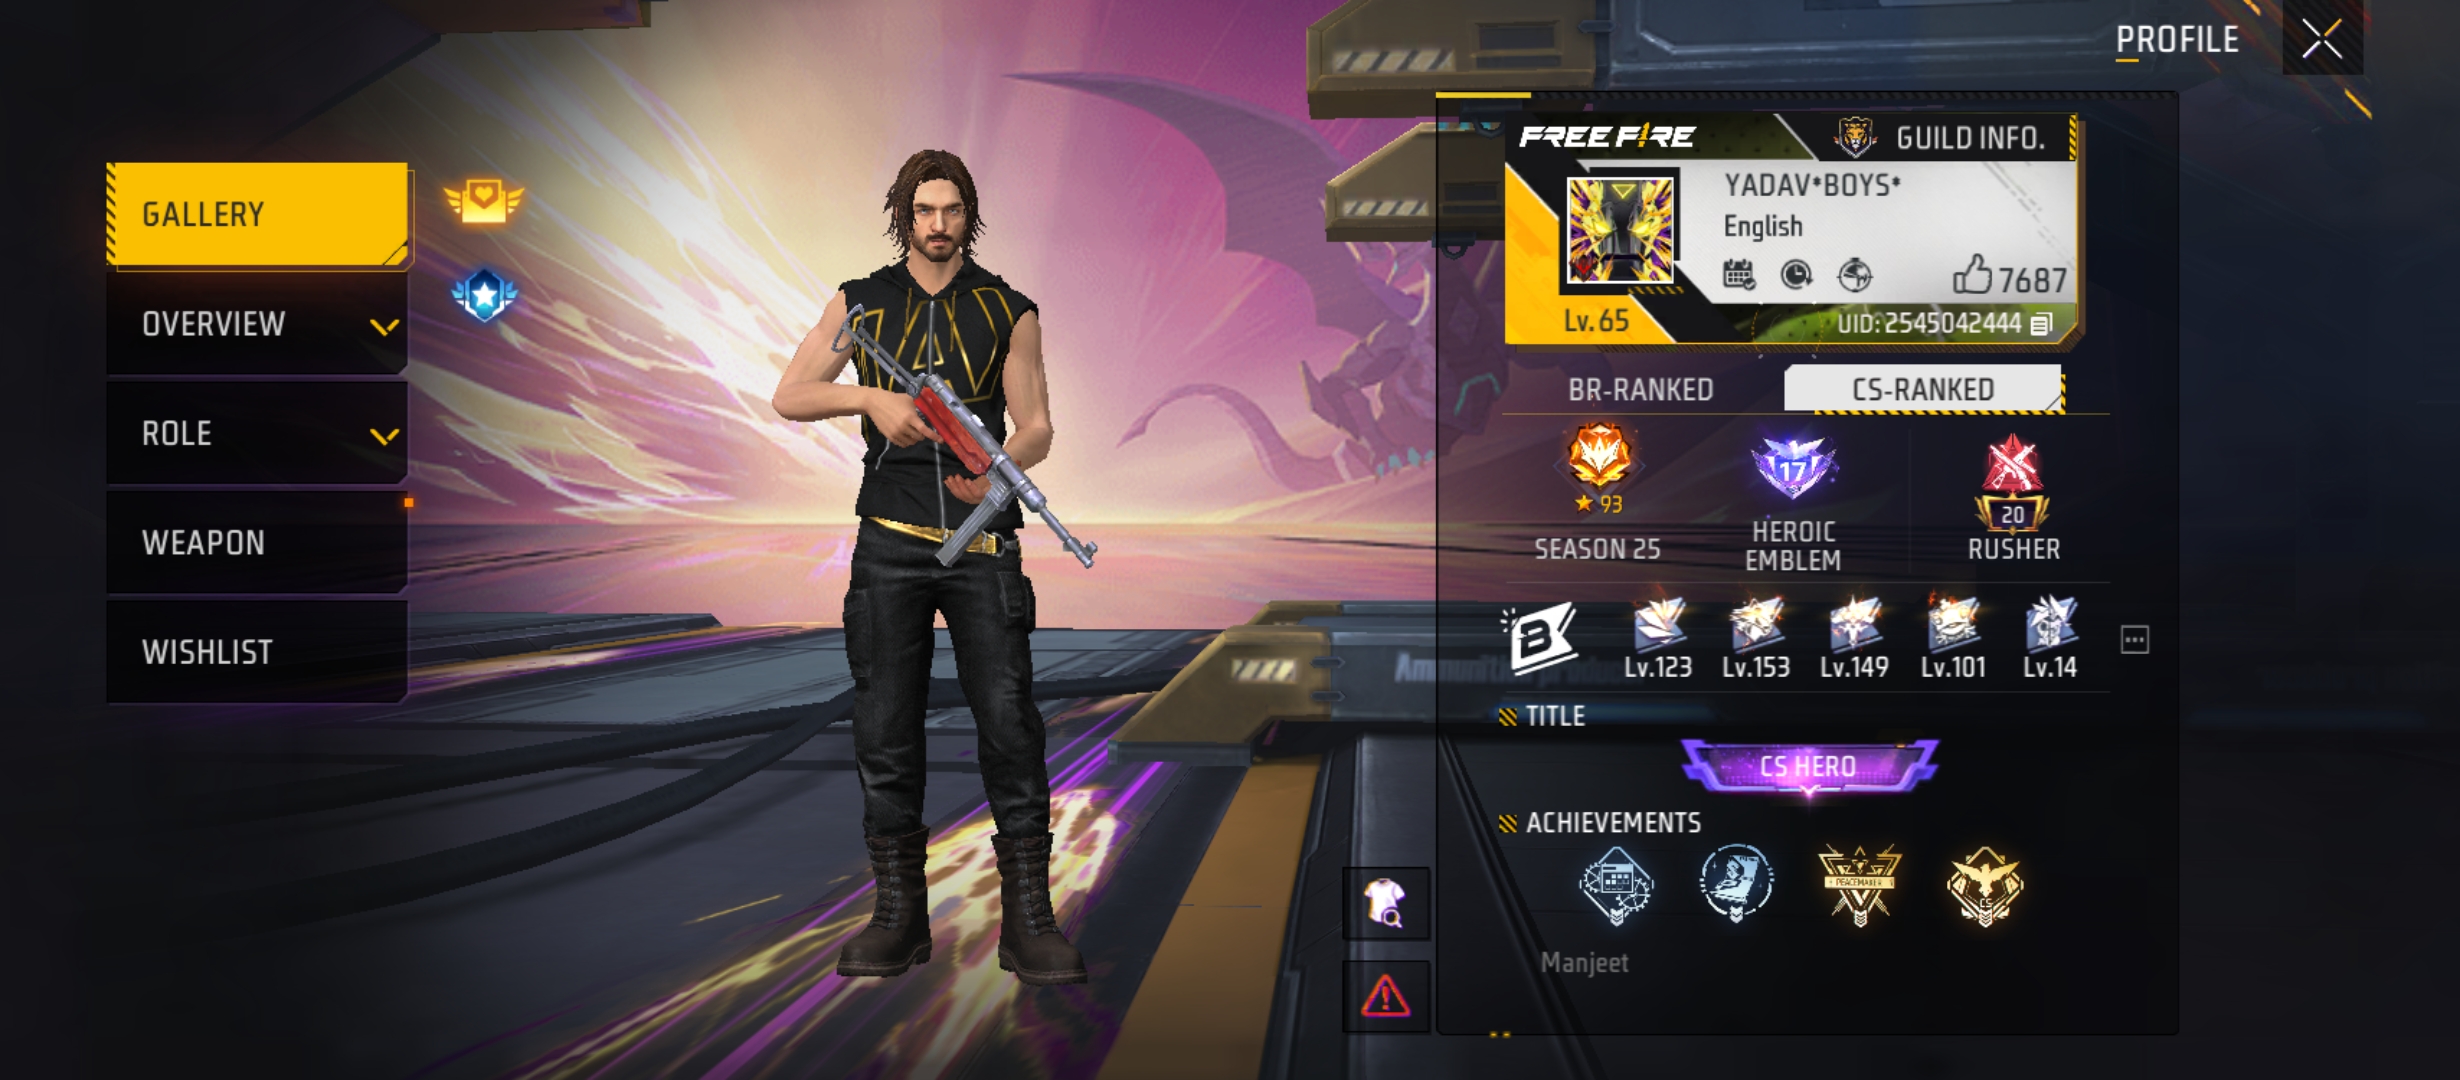 PROFILE
GALLERY
OVERVIEW
ROLE
WEAPON
WISHLIST
FREE FIRE
GUILD INFO.
YADAV*BOYS*
English
7687
Lv. 65
UID: 2545042444
BR-RANKED
CS-RANKED
93
SEASON 25
17
HEROIC
EMBLEM
20
RUSHER
B
Lv.123
Lv.153
Lv.149
Lv.101
Lv.14
TITLE
CS HERO
ACHIEVEMENTS
PEACEMAKER
CS
Manjeet